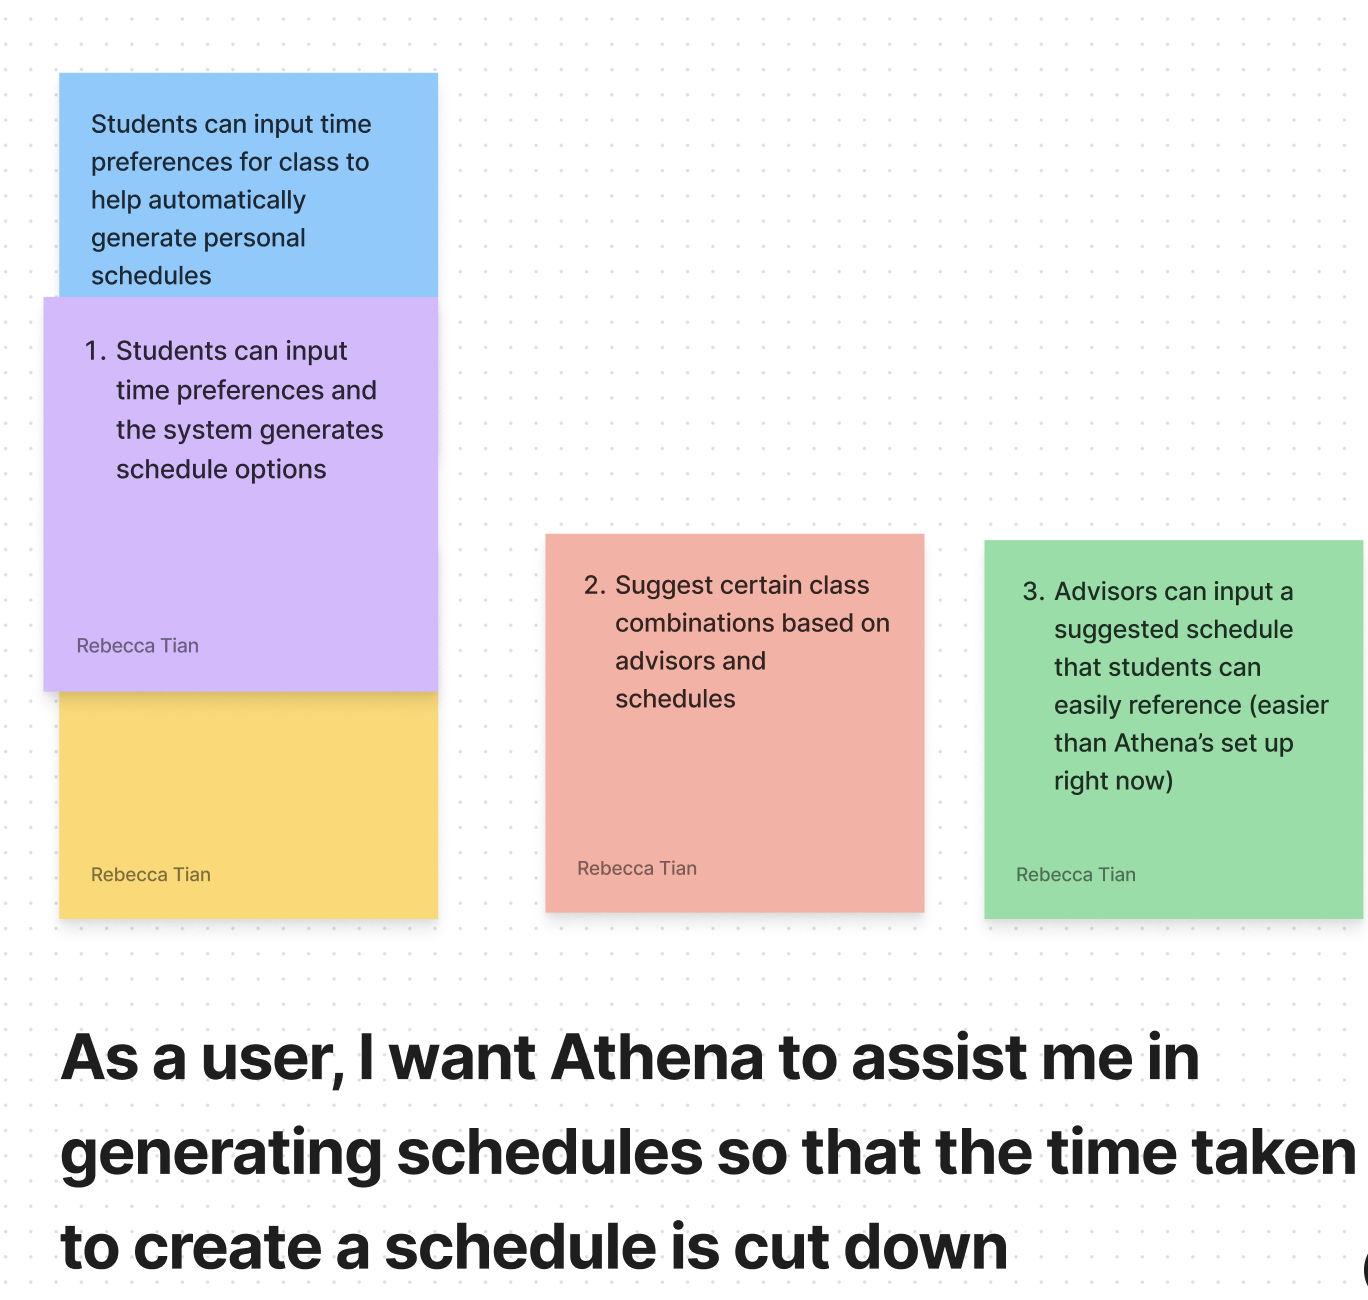 Students can input time
preferences for class to
help automatically
generate personal
schedules
1. Students can input
time preferences and
the system generates
schedule options
Rebecca Tian
Rebecca Tian
2. Suggest certain class
combinations based on
advisors and
schedules
Rebecca Tian
3. Advisors can input a
suggested schedule
that students can
easily reference (easier
than Athena’s set up
right now)
Rebecca Tian
As a user, I want Athena to assist me in
generating schedules so that the time taken
to create a schedule is cut down